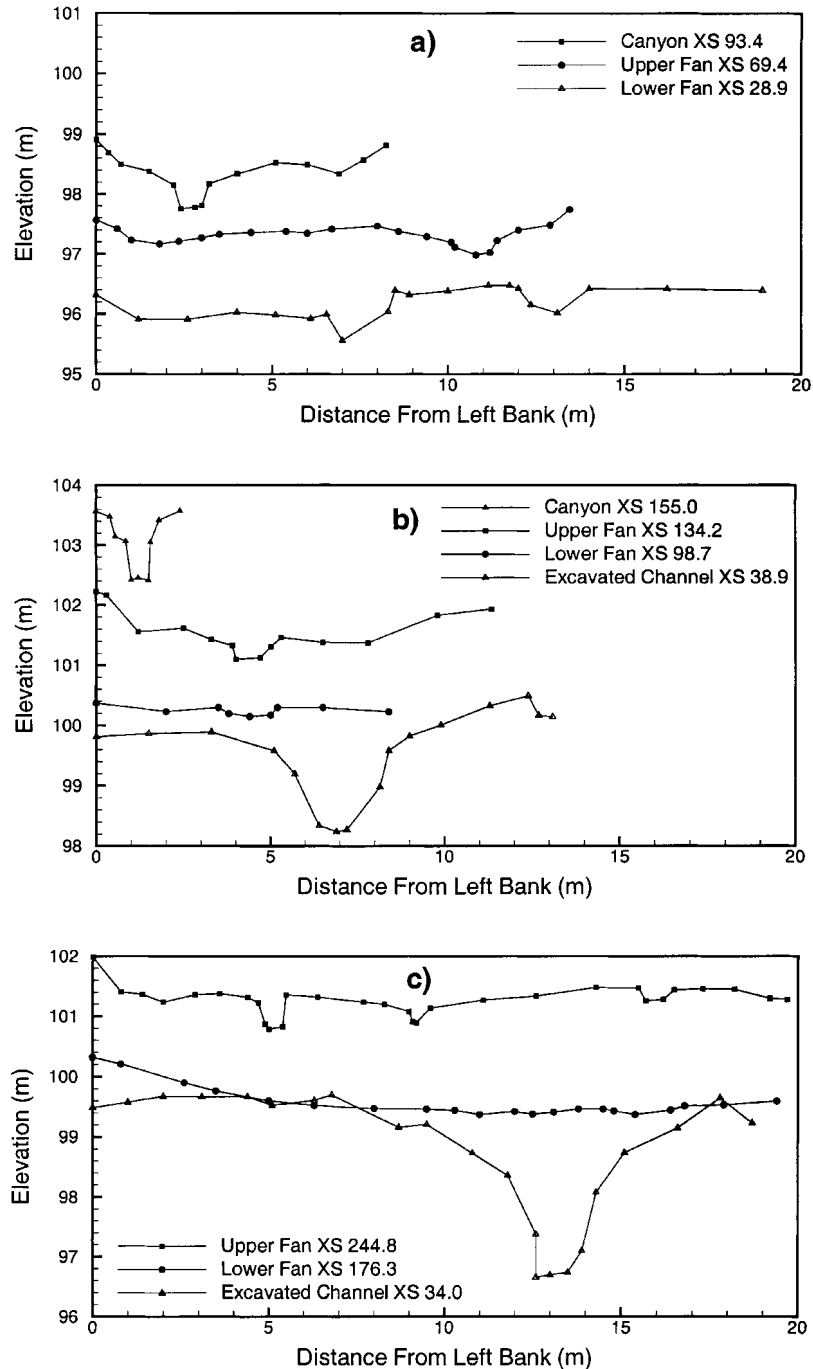 101
100
99
98
97
96
95
Elevation (m)
a)
Canyon XS 93.4
Upper Fan XS 69.4
Lower Fan XS 28.9
0 5 10 15 20
Distance From Left Bank (m)
104
103
102
101
100
99
98
Elevation (m)
b)
Canyon XS 155.0
Upper Fan XS 134.2
Lower Fan XS 98.7
Excavated Channel XS 38.9
0 5 10 15 20
Distance From Left Bank (m)
102
101
100
99
98
97
96
Elevation (m)
c)
Upper Fan XS 244.8
Lower Fan XS 176.3
Excavated Channel XS 34.0
0 5 10 15 20
Distance From Left Bank (m)